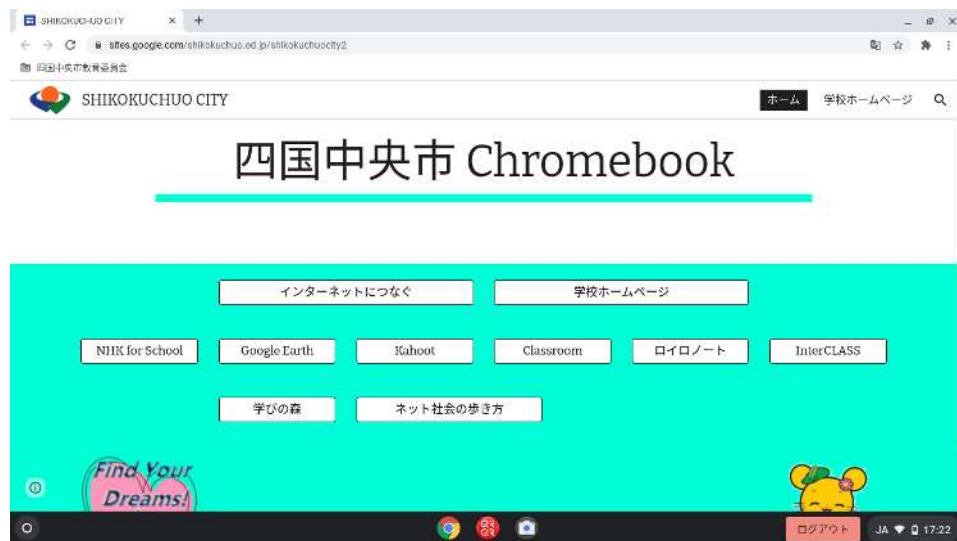 SHIKOKUCHUO CITY
sites.google.com/shikokuchuo.ed.jp/shikokuchuocity2
四国中央市教育委員会
SHIKOKUCHUO CITY
ホーム
学校ホームページ
四国中央市 Chromebook
インターネットにつなぐ
学校ホームページ
NHK for School
Google Earth
Kahoot
Classroom
ロイロノート
InterCLASS
学びの森
ネット社会の歩き方
Find Your
Dreams!
ログアウト
JA
17:22